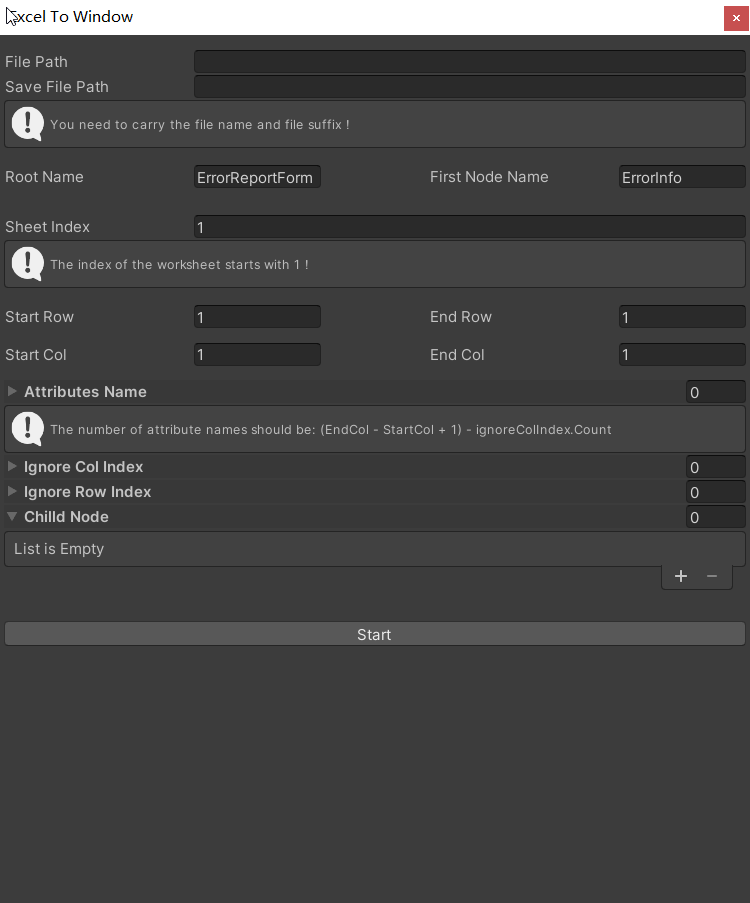 Excel To Window
File Path
Save File Path
You need to carry the file name and file suffix !
Root Name ErrorReportForm First Node Name ErrorInfo
Sheet Index 1
The index of the worksheet starts with 1 !
Start Row 1 End Row 1
Start Col 1 End Col 1
Attributes Name 0
The number of attribute names should be: (EndCol - StartCol + 1) - ignoreColIndex.Count
Ignore Col Index 0
Ignore Row Index 0
Chilld Node 0
List is Empty
+ −
Start